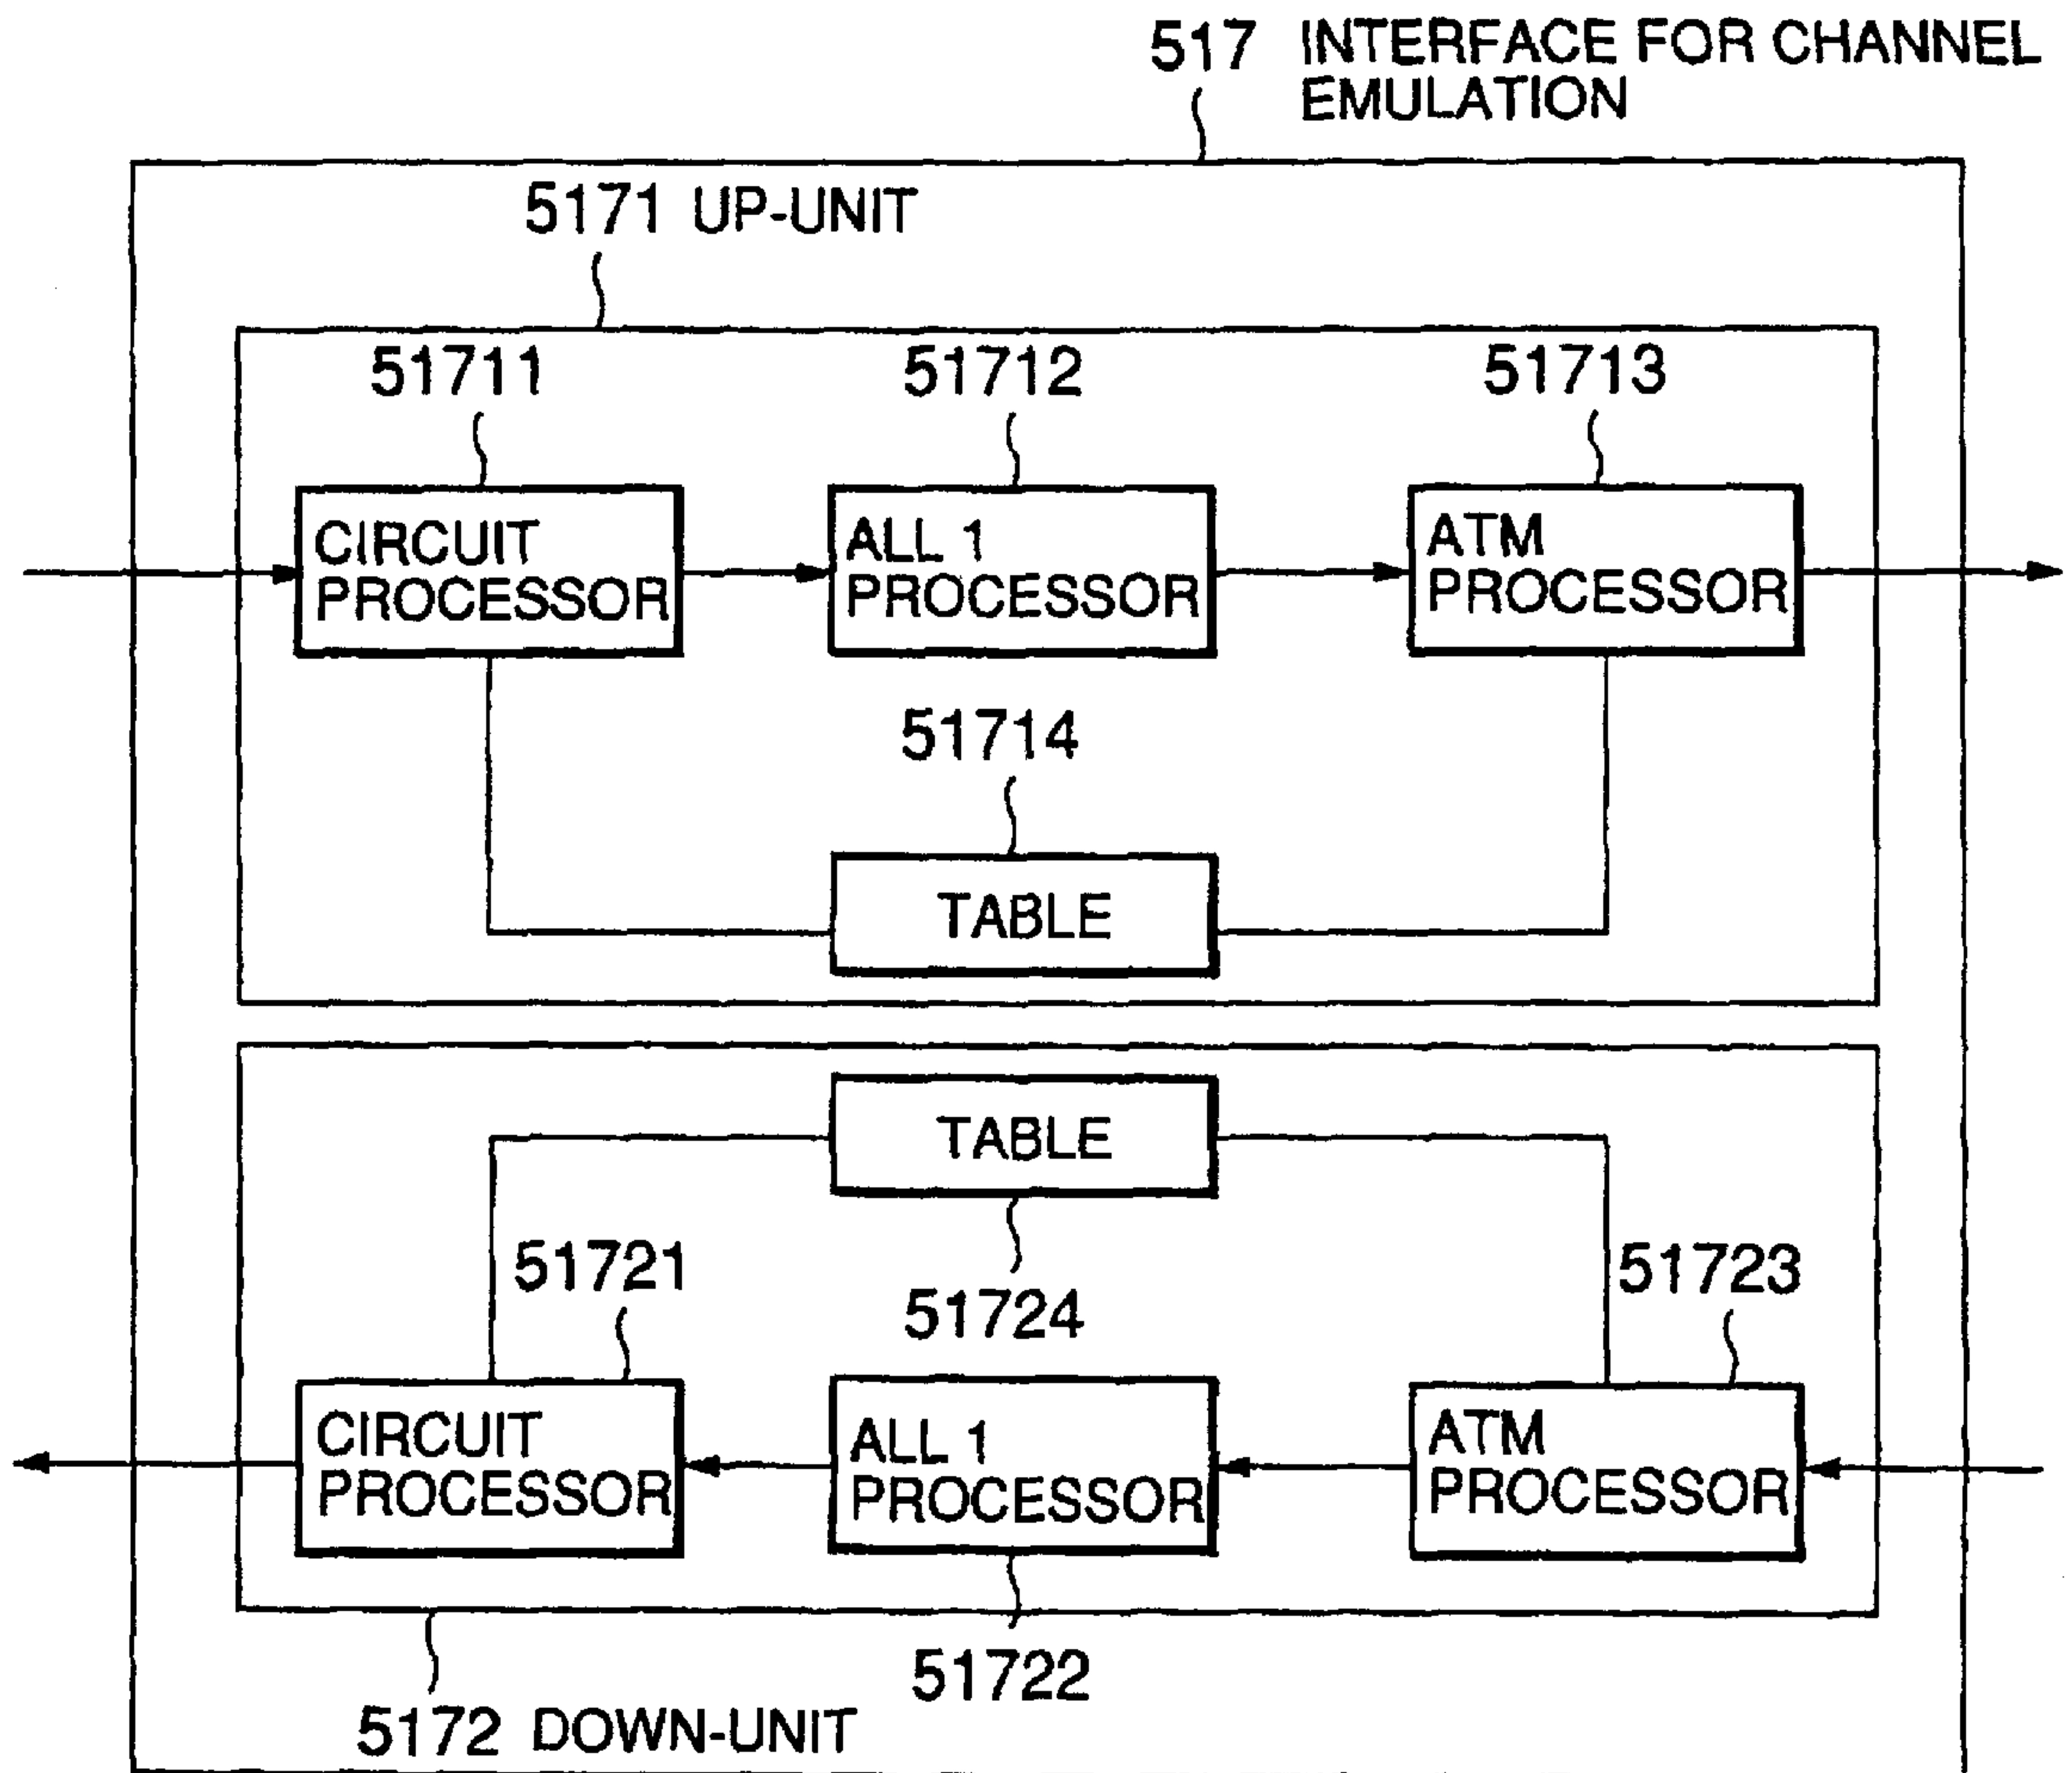 517 INTERFACE FOR CHANNEL
EMULATION
5171 UP-UNIT
51711
51712
51713
CIRCUIT
PROCESSOR
ALL 1
PROCESSOR
ATM
PROCESSOR
51714
TABLE
TABLE
51721
51724
51723
CIRCUIT
PROCESSOR
ALL 1
PROCESSOR
ATM
PROCESSOR
51722
5172 DOWN-UNIT